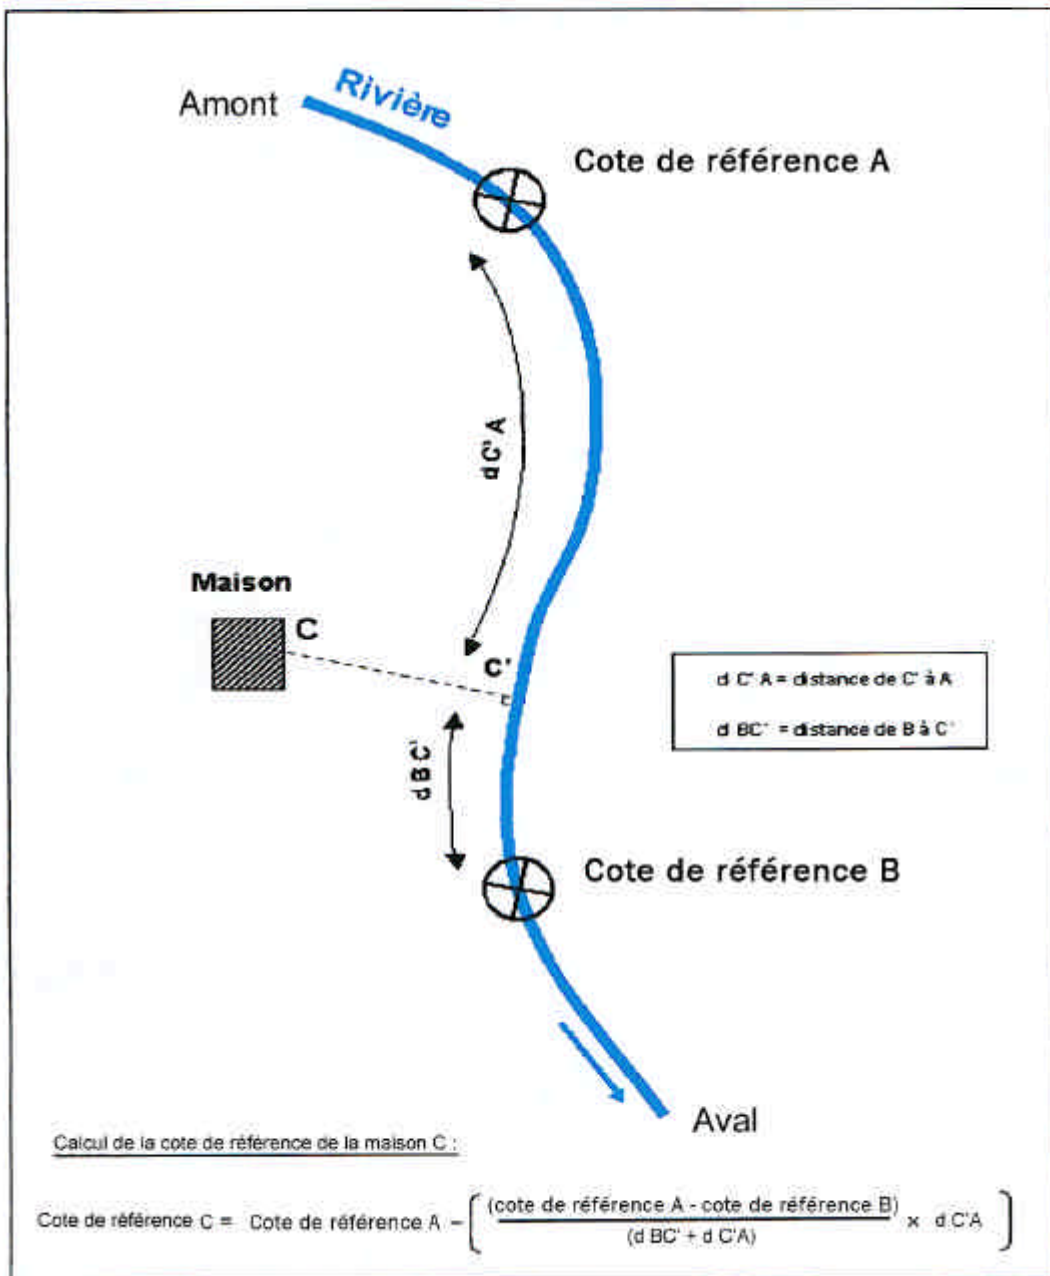 Rivière
Amont
Cote de référence A
d C' A
Maison
C
C'
d C' A = distance de C' à A
d BC' = distance de B à C'
d B C'
Cote de référence B
Aval
Calcul de la cote de référence de la maison C :
Cote de référence C = Cote de référence A - [ (cote de référence A - cote de référence B) / (d BC' + d C'A) × d C'A ]